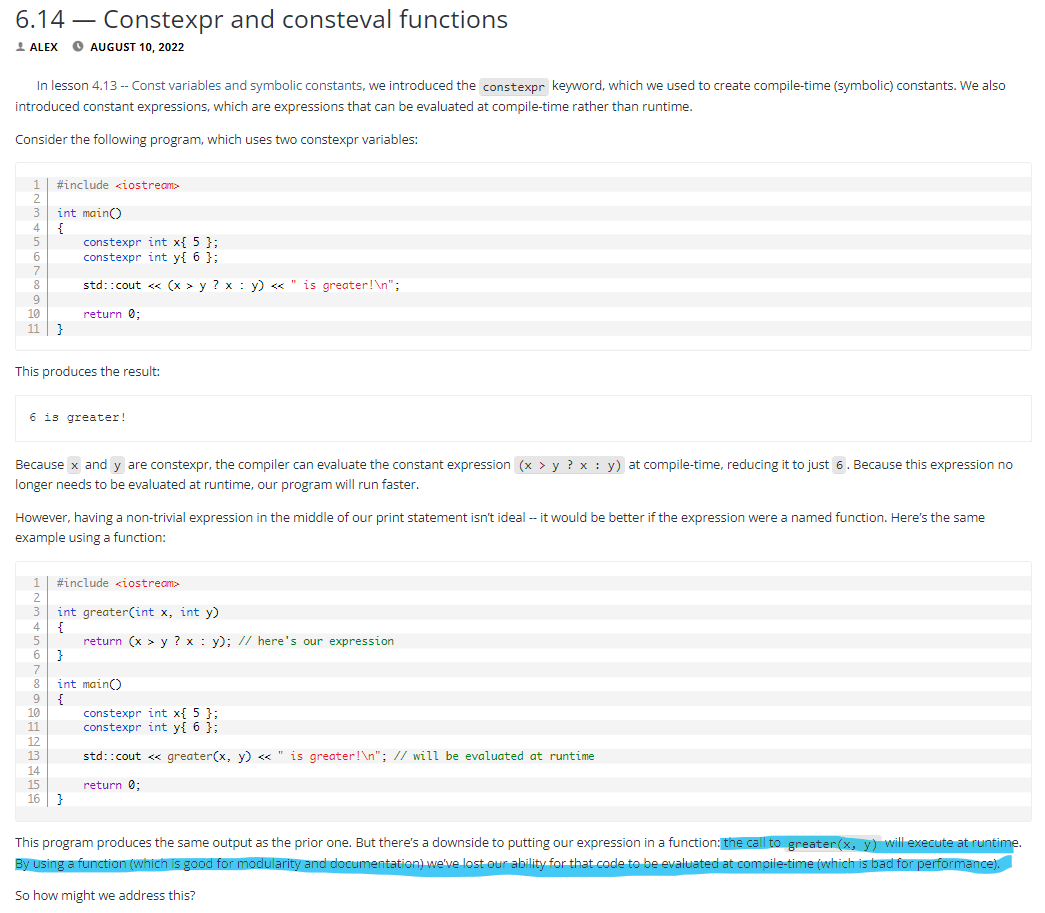 6.14 — Constexpr and consteval functions
ALEX AUGUST 10, 2022
In lesson 4.13 -- Const variables and symbolic constants, we introduced the constexpr keyword, which we used to create compile-time (symbolic) constants. We also
introduced constant expressions, which are expressions that can be evaluated at compile-time rather than runtime.
Consider the following program, which uses two constexpr variables:
1 #include <iostream>
2
3 int main()
4 {
5 constexpr int x{ 5 };
6 constexpr int y{ 6 };
7
8 std::cout << (x > y ? x : y) << " is greater!\n";
9
10 return 0;
11 }
This produces the result:
6 is greater!
Because x and y are constexpr, the compiler can evaluate the constant expression (x > y ? x : y) at compile-time, reducing it to just 6. Because this expression no
longer needs to be evaluated at runtime, our program will run faster.
However, having a non-trivial expression in the middle of our print statement isn't ideal -- it would be better if the expression were a named function. Here's the same
example using a function:
1 #include <iostream>
2
3 int greater(int x, int y)
4 {
5 return (x > y ? x : y); // here's our expression
6 }
7
8 int main()
9 {
10 constexpr int x{ 5 };
11 constexpr int y{ 6 };
12
13 std::cout << greater(x, y) << " is greater!\n"; // will be evaluated at runtime
14
15 return 0;
16 }
This program produces the same output as the prior one. But there's a downside to putting our expression in a function: the call to greater(x, y) will execute at runtime.
By using a function (which is good for modularity and documentation) we've lost our ability for that code to be evaluated at compile-time (which is bad for performance).
So how might we address this?